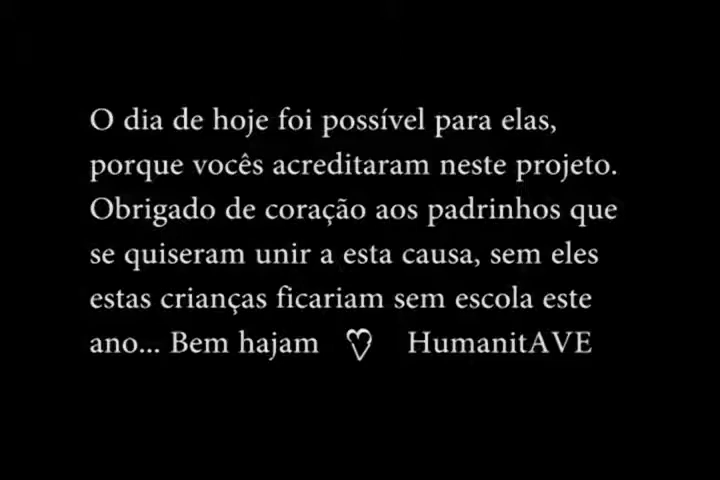 O dia de hoje foi possível para elas,
porque vocês acreditaram neste projeto.
Obrigado de coração aos padrinhos que
se quiseram unir a esta causa, sem eles
estas crianças ficariam sem escola este
ano... Bem hajam ♡ HumanitAVE